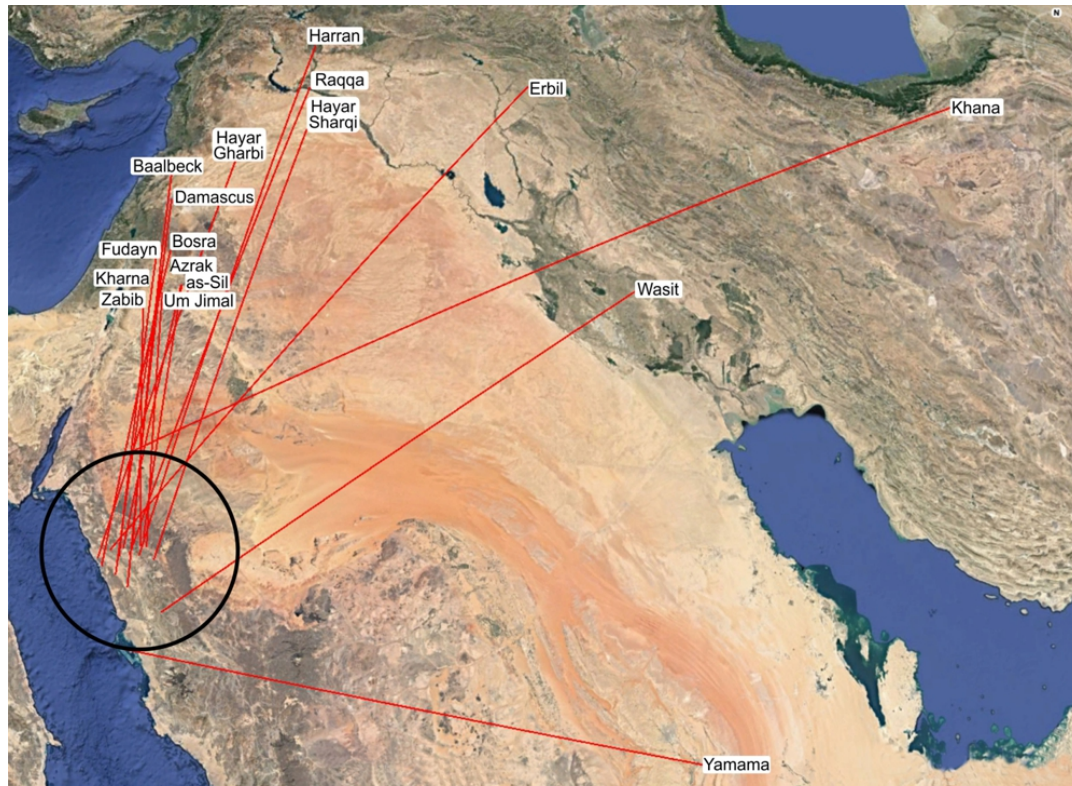 N
Harran
Raqqa
Erbil
Hayar
Sharqi
Khana
Hayar
Gharbi
Baalbeck
Damascus
Fudayn
Bosra
Azrak
Kharna
as-Sil
Zabib
Um Jimal
Wasit
Yamama